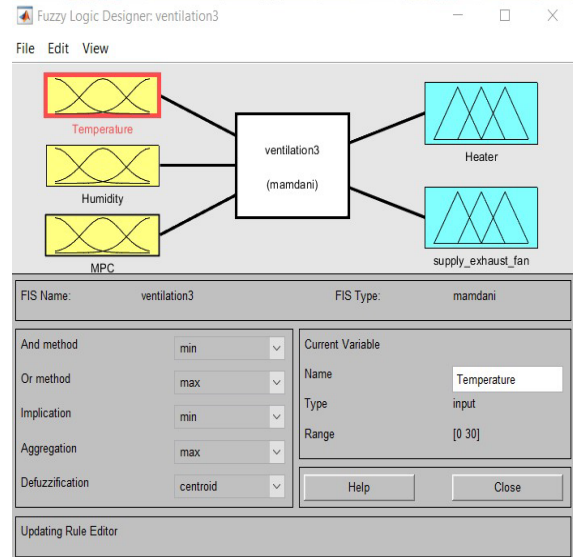 Fuzzy Logic Designer: ventilation3
File Edit View
Temperature
Humidity
MPC
ventilation3
(mamdani)
Heater
supply_exhaust_fan
FIS Name: ventilation3 FIS Type: mamdani
And method min
Or method max
Implication min
Aggregation max
Defuzzification centroid
Current Variable
Name Temperature
Type input
Range [0 30]
Help Close
Updating Rule Editor